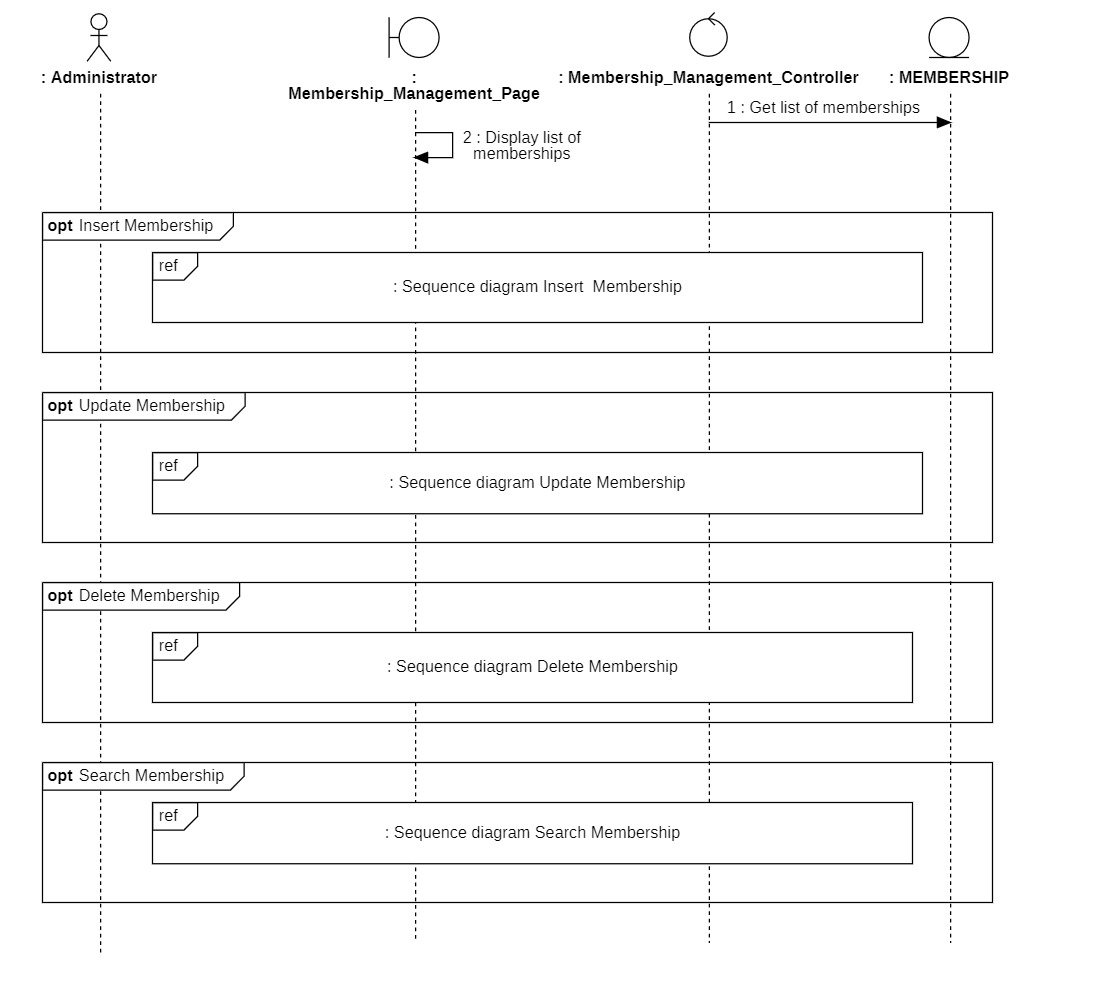 : Administrator
:
Membership_Management_Page
: Membership_Management_Controller
: MEMBERSHIP
1 : Get list of memberships
2 : Display list of
memberships
opt Insert Membership
ref
: Sequence diagram Insert  Membership
opt Update Membership
ref
: Sequence diagram Update Membership
opt Delete Membership
ref
: Sequence diagram Delete Membership
opt Search Membership
ref
: Sequence diagram Search Membership